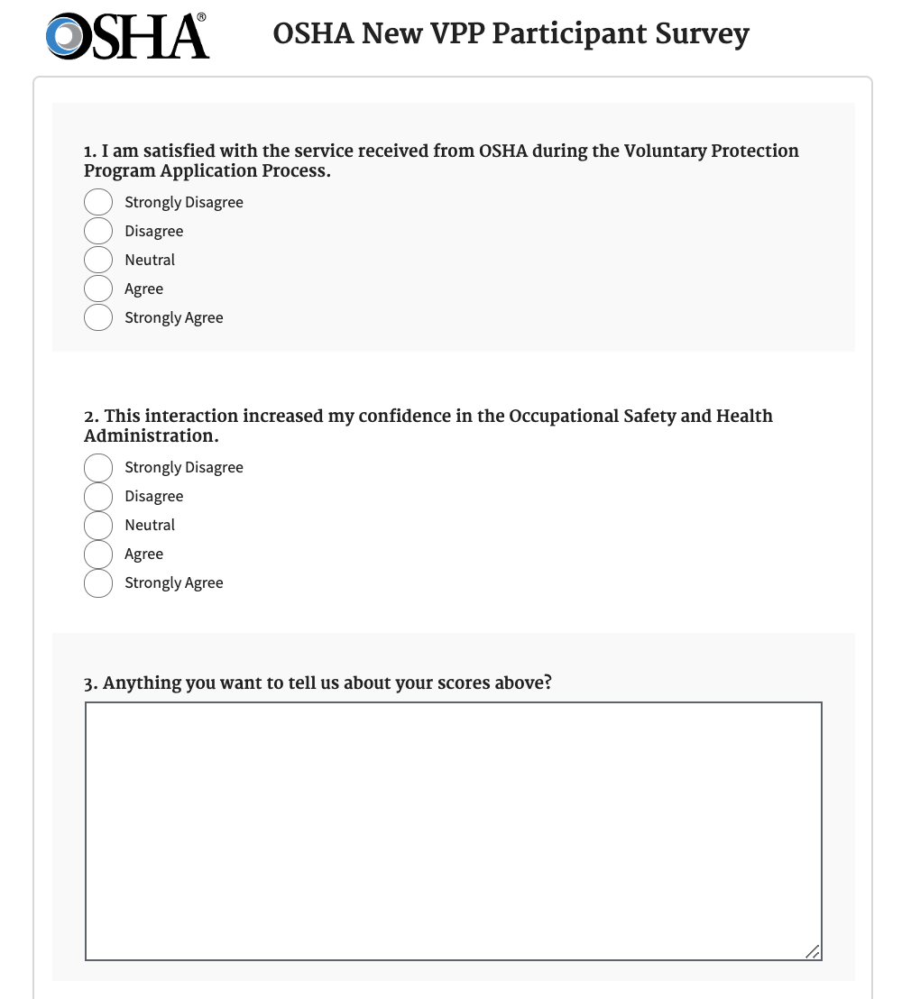 OSHA®
OSHA New VPP Participant Survey
1. I am satisfied with the service received from OSHA during the Voluntary Protection
Program Application Process.
Strongly Disagree
Disagree
Neutral
Agree
Strongly Agree
2. This interaction increased my confidence in the Occupational Safety and Health
Administration.
Strongly Disagree
Disagree
Neutral
Agree
Strongly Agree
3. Anything you want to tell us about your scores above?